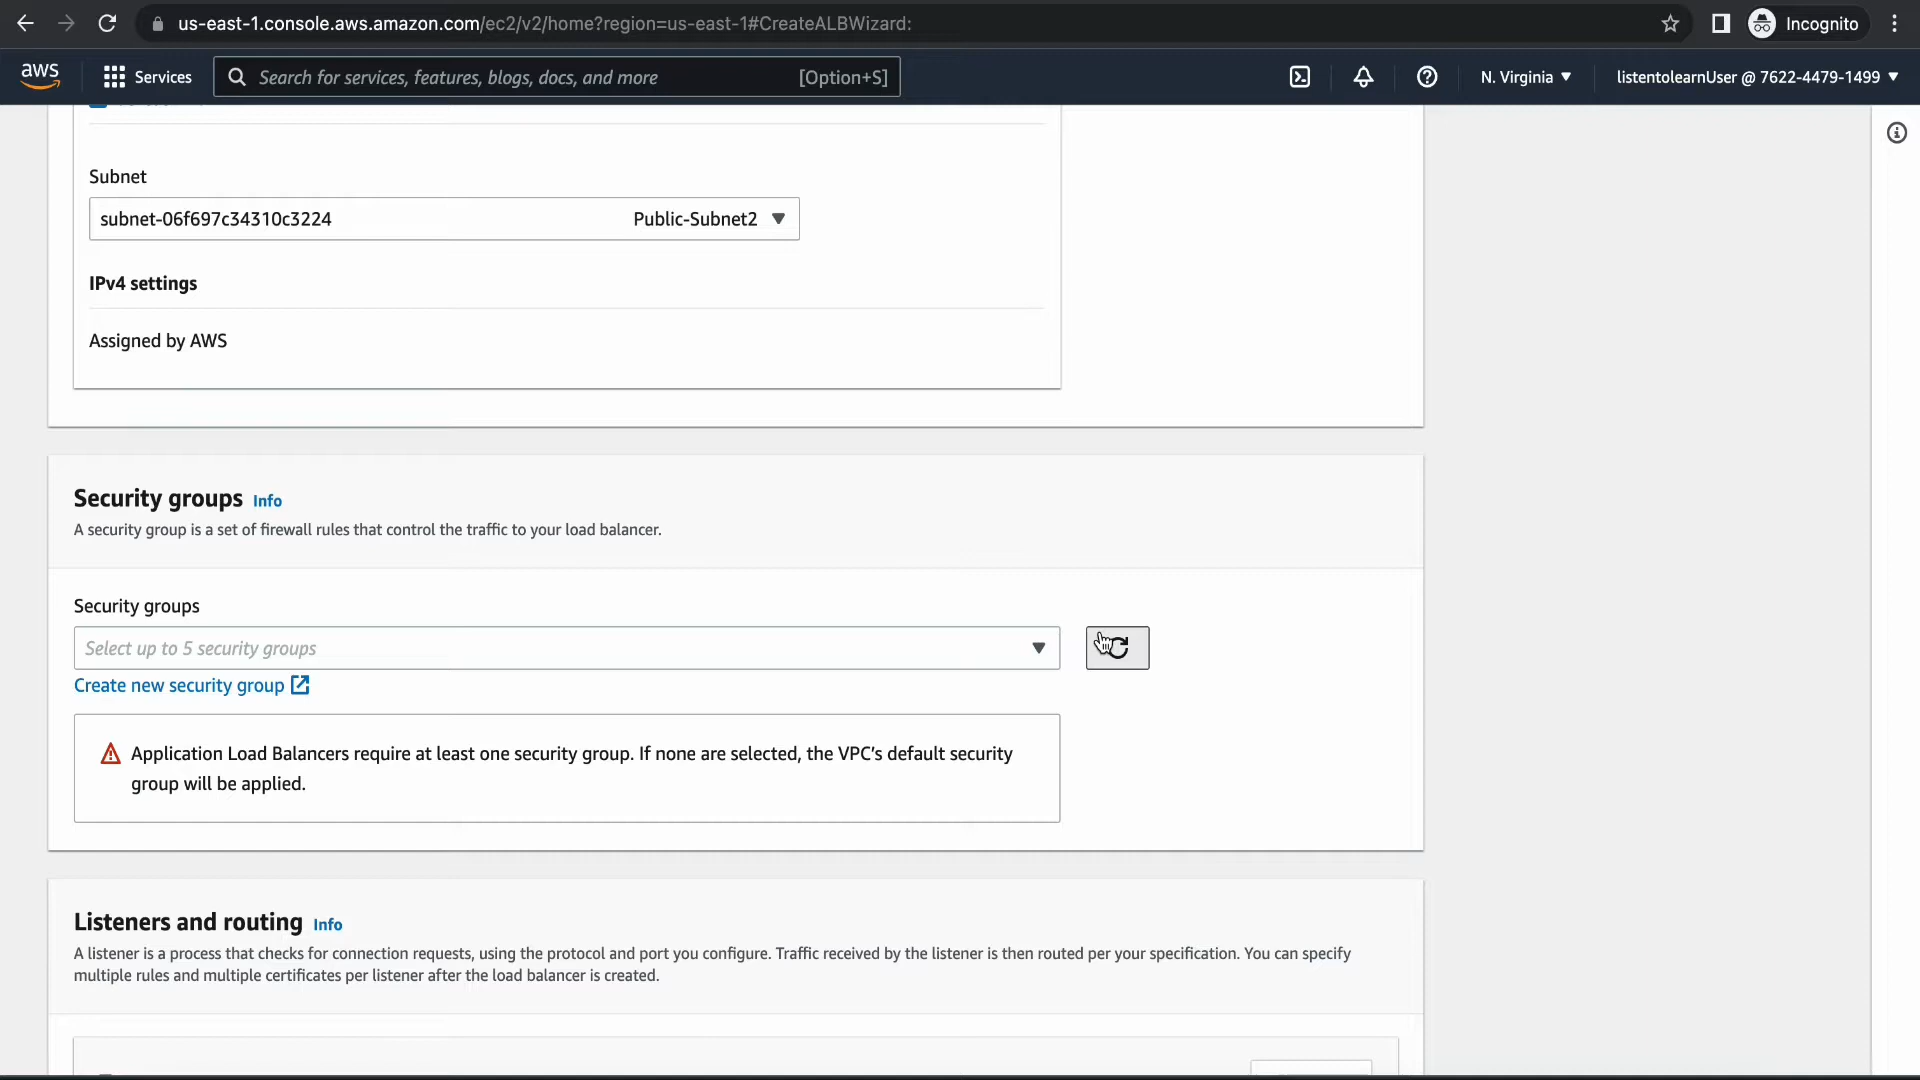 us-east-1.console.aws.amazon.com/ec2/v2/home?region=us-east-1#CreateALBWizard:
Incognito
aws
Services
Search for services, features, blogs, docs, and more
[Option+S]
N. Virginia
listentolearnUser @ 7622-4479-1499
Subnet
subnet-06f697c34310c3224
Public-Subnet2
IPv4 settings
Assigned by AWS
Security groups Info
A security group is a set of firewall rules that control the traffic to your load balancer.
Security groups
Select up to 5 security groups
Create new security group
Application Load Balancers require at least one security group. If none are selected, the VPC's default security
group will be applied.
Listeners and routing Info
A listener is a process that checks for connection requests, using the protocol and port you configure. Traffic received by the listener is then routed per your specification. You can specify
multiple rules and multiple certificates per listener after the load balancer is created.